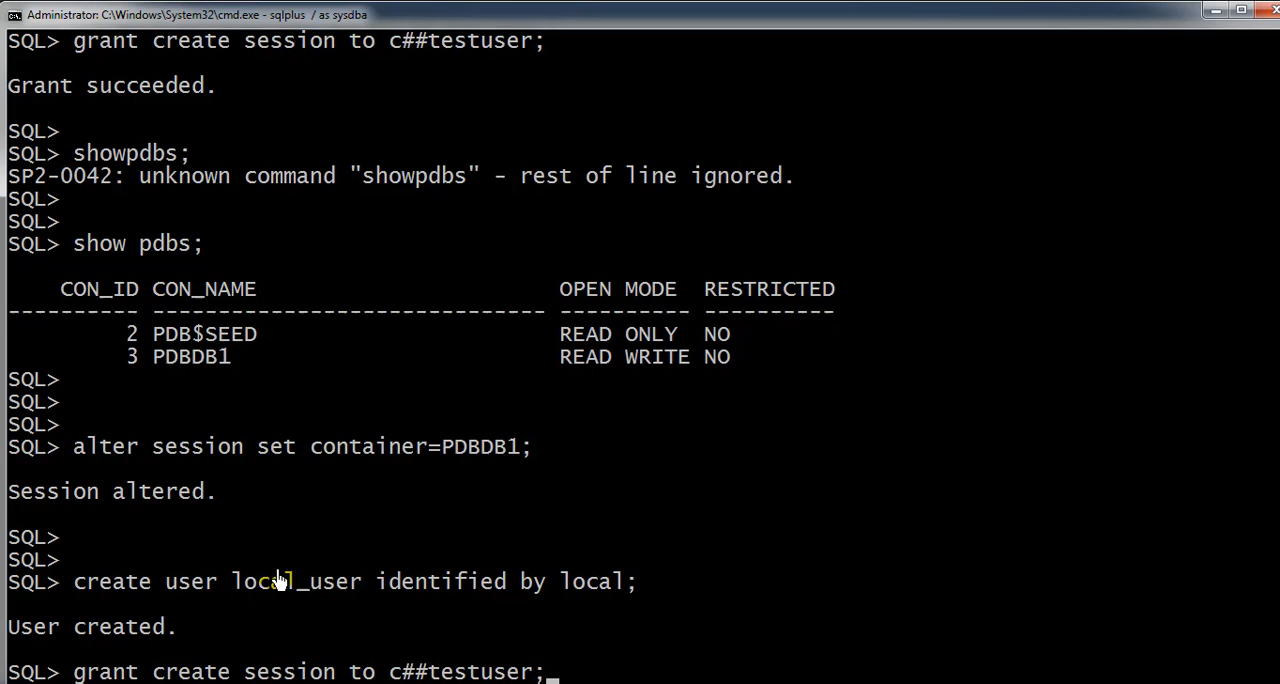 Administrator: C:\Windows\System32\cmd.exe - sqlplus / as sysdba
SQL> grant create session to c##testuser;
Grant succeeded.
SQL>
SQL> showpdbs;
SP2-0042: unknown command "showpdbs" - rest of line ignored.
SQL>
SQL>
SQL> show pdbs;
CON_ID CON_NAME OPEN MODE RESTRICTED
---------- ------------------------------ ---------- ----------
2 PDB$SEED READ ONLY NO
3 PDBDB1 READ WRITE NO
SQL>
SQL>
SQL>
SQL> alter session set container=PDBDB1;
Session altered.
SQL>
SQL>
SQL> create user local_user identified by local;
User created.
SQL> grant create session to c##testuser;